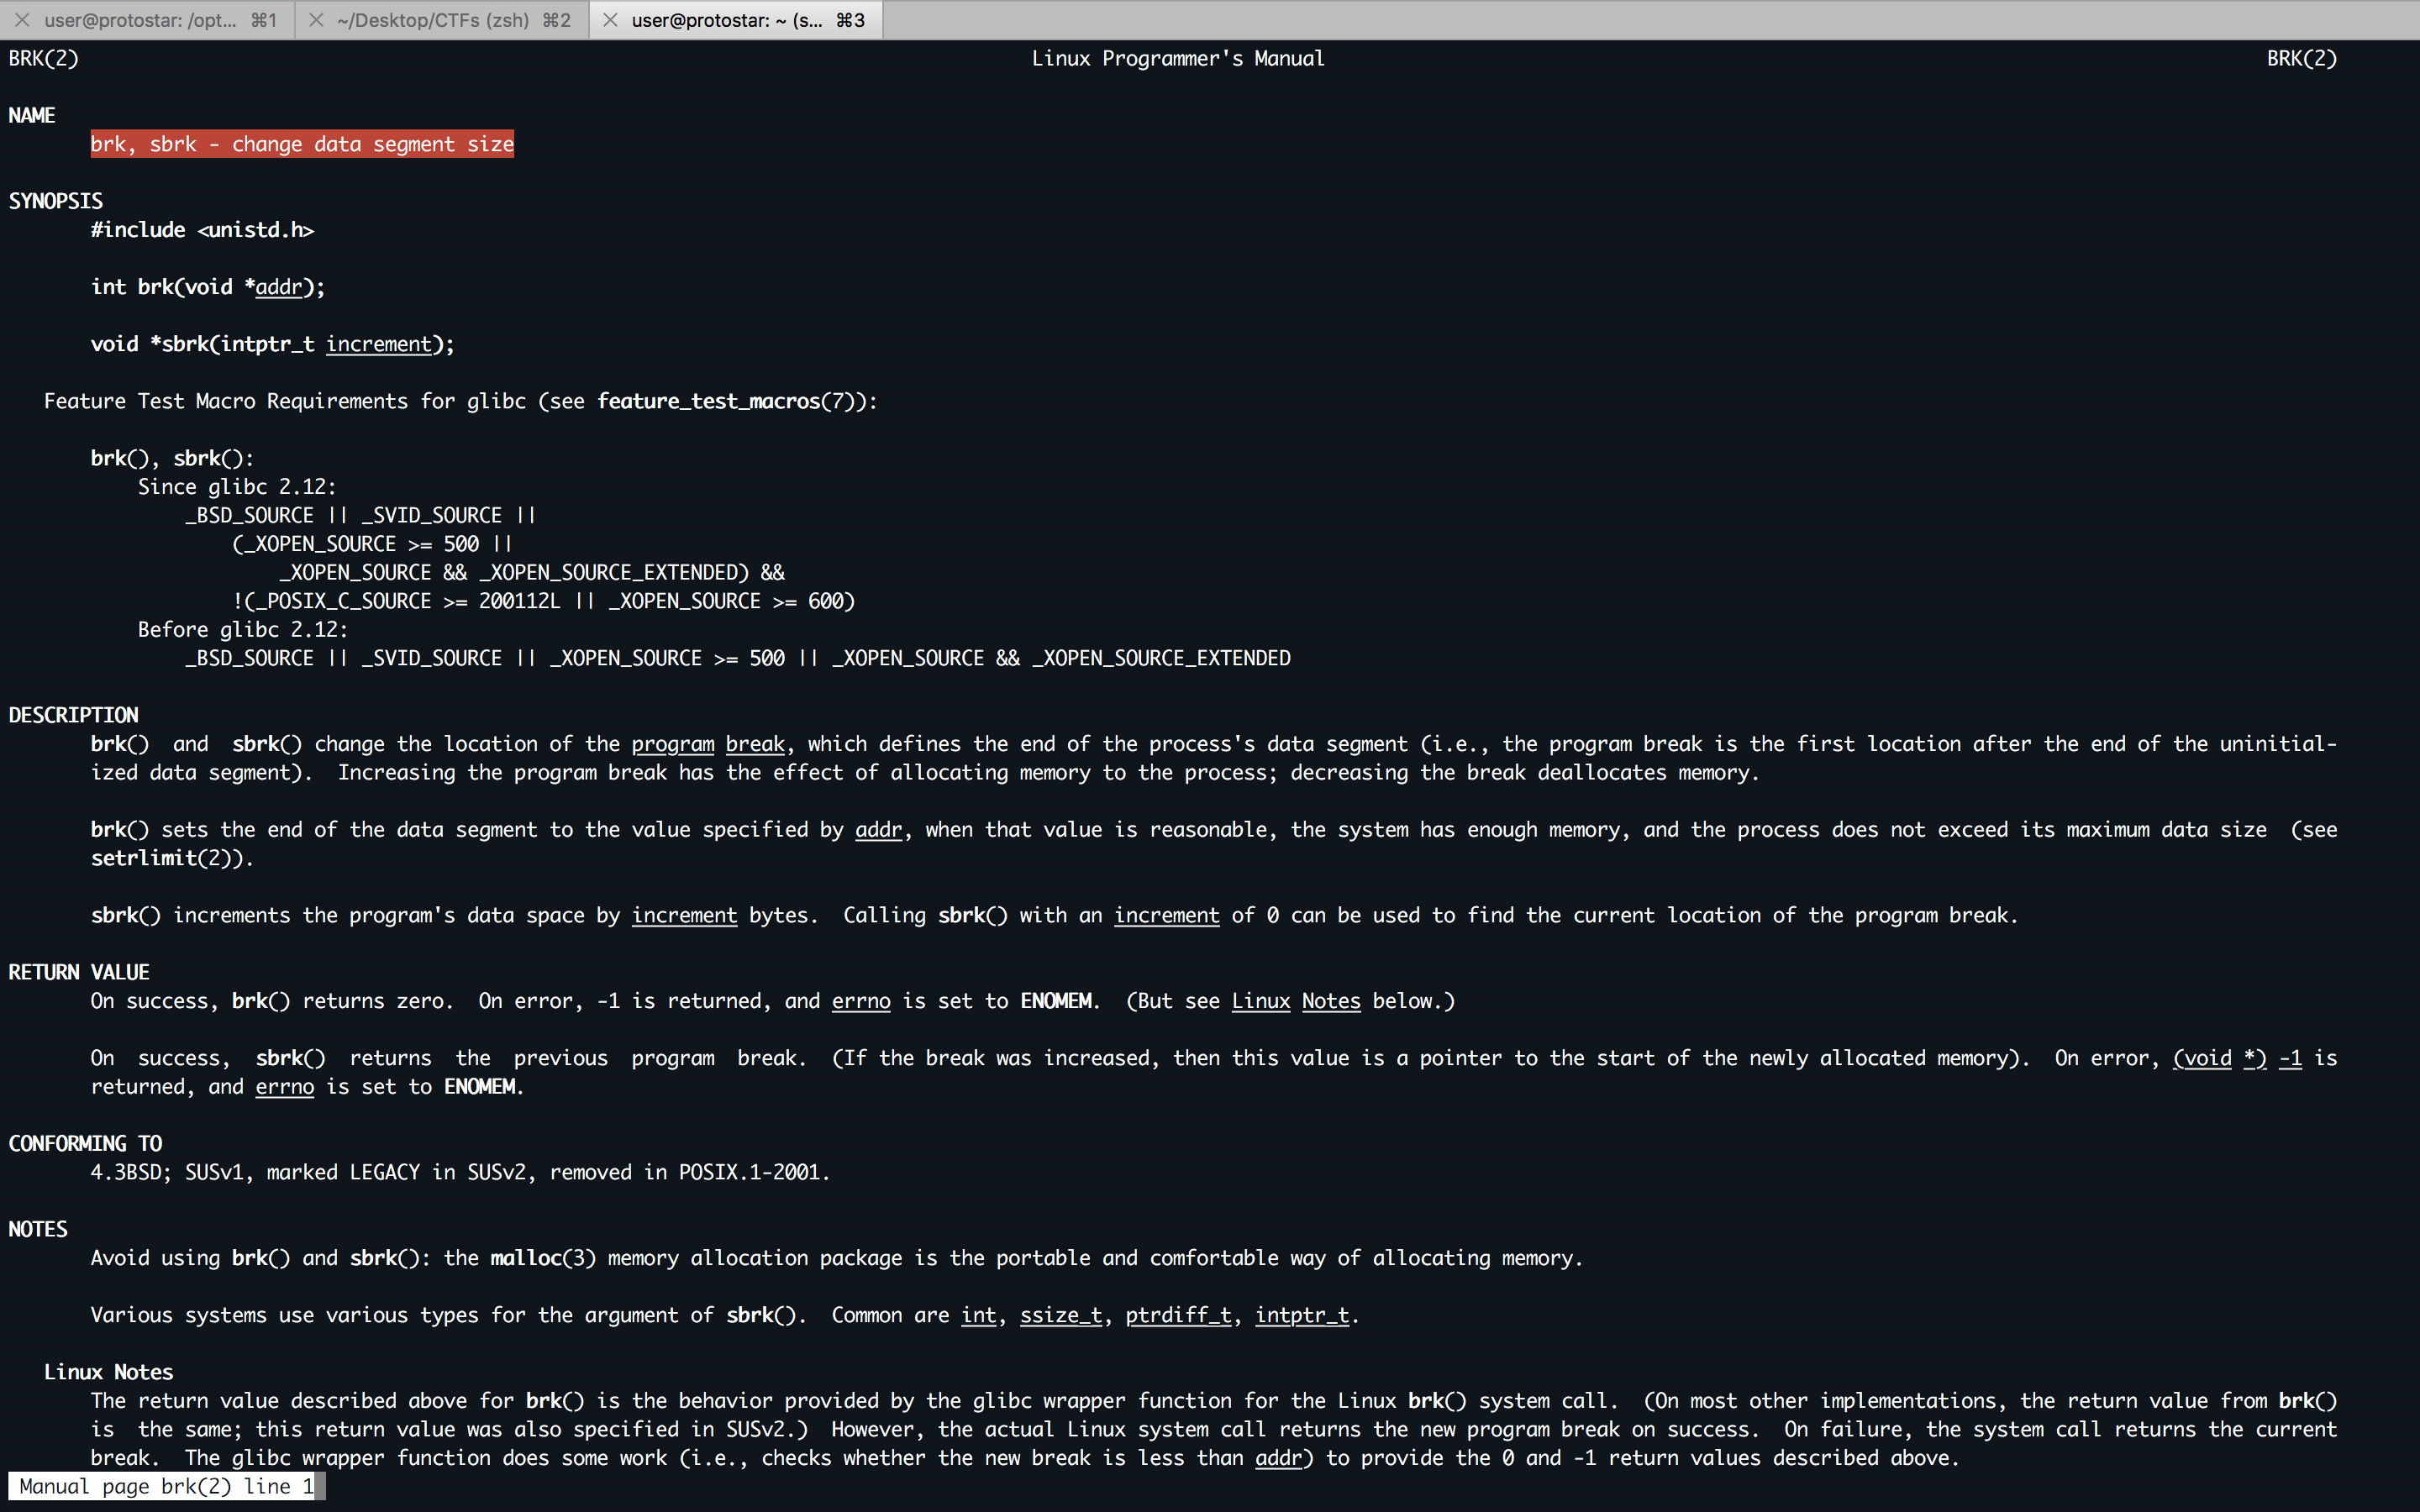 user@protostar: /opt... ⌘1 ~/Desktop/CTFs (zsh) ⌘2 user@protostar: ~ (s... ⌘3
BRK(2) Linux Programmer's Manual BRK(2)
NAME
brk, sbrk - change data segment size
SYNOPSIS
#include <unistd.h>
int brk(void *addr);
void *sbrk(intptr_t increment);
Feature Test Macro Requirements for glibc (see feature_test_macros(7)):
brk(), sbrk():
Since glibc 2.12:
_BSD_SOURCE || _SVID_SOURCE ||
(_XOPEN_SOURCE >= 500 ||
_XOPEN_SOURCE && _XOPEN_SOURCE_EXTENDED) &&
!(_POSIX_C_SOURCE >= 200112L || _XOPEN_SOURCE >= 600)
Before glibc 2.12:
_BSD_SOURCE || _SVID_SOURCE || _XOPEN_SOURCE >= 500 || _XOPEN_SOURCE && _XOPEN_SOURCE_EXTENDED
DESCRIPTION
brk() and sbrk() change the location of the program break, which defines the end of the process's data segment (i.e., the program break is the first location after the end of the uninitial-
ized data segment). Increasing the program break has the effect of allocating memory to the process; decreasing the break deallocates memory.
brk() sets the end of the data segment to the value specified by addr, when that value is reasonable, the system has enough memory, and the process does not exceed its maximum data size (see
setrlimit(2)).
sbrk() increments the program's data space by increment bytes. Calling sbrk() with an increment of 0 can be used to find the current location of the program break.
RETURN VALUE
On success, brk() returns zero. On error, -1 is returned, and errno is set to ENOMEM. (But see Linux Notes below.)
On success, sbrk() returns the previous program break. (If the break was increased, then this value is a pointer to the start of the newly allocated memory). On error, (void *) -1 is
returned, and errno is set to ENOMEM.
CONFORMING TO
4.3BSD; SUSv1, marked LEGACY in SUSv2, removed in POSIX.1-2001.
NOTES
Avoid using brk() and sbrk(): the malloc(3) memory allocation package is the portable and comfortable way of allocating memory.
Various systems use various types for the argument of sbrk(). Common are int, ssize_t, ptrdiff_t, intptr_t.
Linux Notes
The return value described above for brk() is the behavior provided by the glibc wrapper function for the Linux brk() system call. (On most other implementations, the return value from brk()
is the same; this return value was also specified in SUSv2.) However, the actual Linux system call returns the new program break on success. On failure, the system call returns the current
break. The glibc wrapper function does some work (i.e., checks whether the new break is less than addr) to provide the 0 and -1 return values described above.
Manual page brk(2) line 1